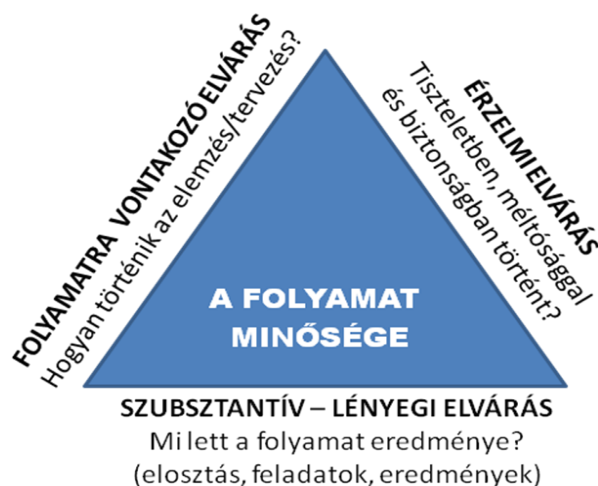 FOLYAMATRA VONTAKOZÓ ELVÁRÁS
Hogyan történik az elemzés/tervezés?
ÉRZELMI ELVÁRÁS
Tiszteletben, méltósággal
és biztonságban történt?
A FOLYAMAT
MINŐSÉGE
SZUBSZTANTÍV – LÉNYEGI ELVÁRÁS
Mi lett a folyamat eredménye?
(elosztás, feladatok, eredmények)